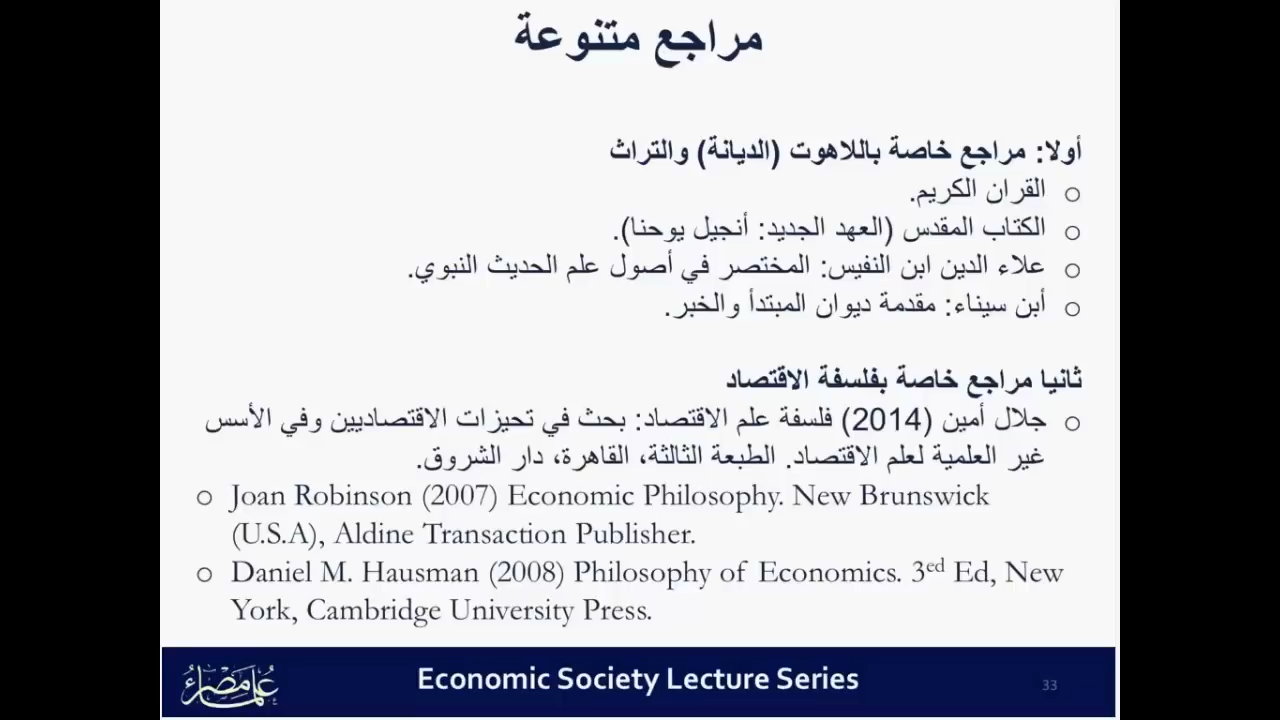 مراجع متنوعة
أولا: مراجع خاصة باللاهوت (الديانة) والتراث
○ القران الكريم.
○ الكتاب المقدس (العهد الجديد: أنجيل يوحنا).
○ علاء الدين ابن النفيس: المختصر في أصول علم الحديث النبوي.
○ أبن سيناء: مقدمة ديوان المبتدأ والخبر.
ثانيا مراجع خاصة بفلسفة الاقتصاد
○ جلال أمين (2014) فلسفة علم الاقتصاد: بحث في تحيزات الاقتصاديين وفي الأسس
غير العلمية لعلم الاقتصاد. الطبعة الثالثة، القاهرة، دار الشروق.
○ Joan Robinson (2007) Economic Philosophy. New Brunswick
(U.S.A), Aldine Transaction Publisher.
○ Daniel M. Hausman (2008) Philosophy of Economics. 3ed Ed, New
York, Cambridge University Press.
علماء مصر
Economic Society Lecture Series
33